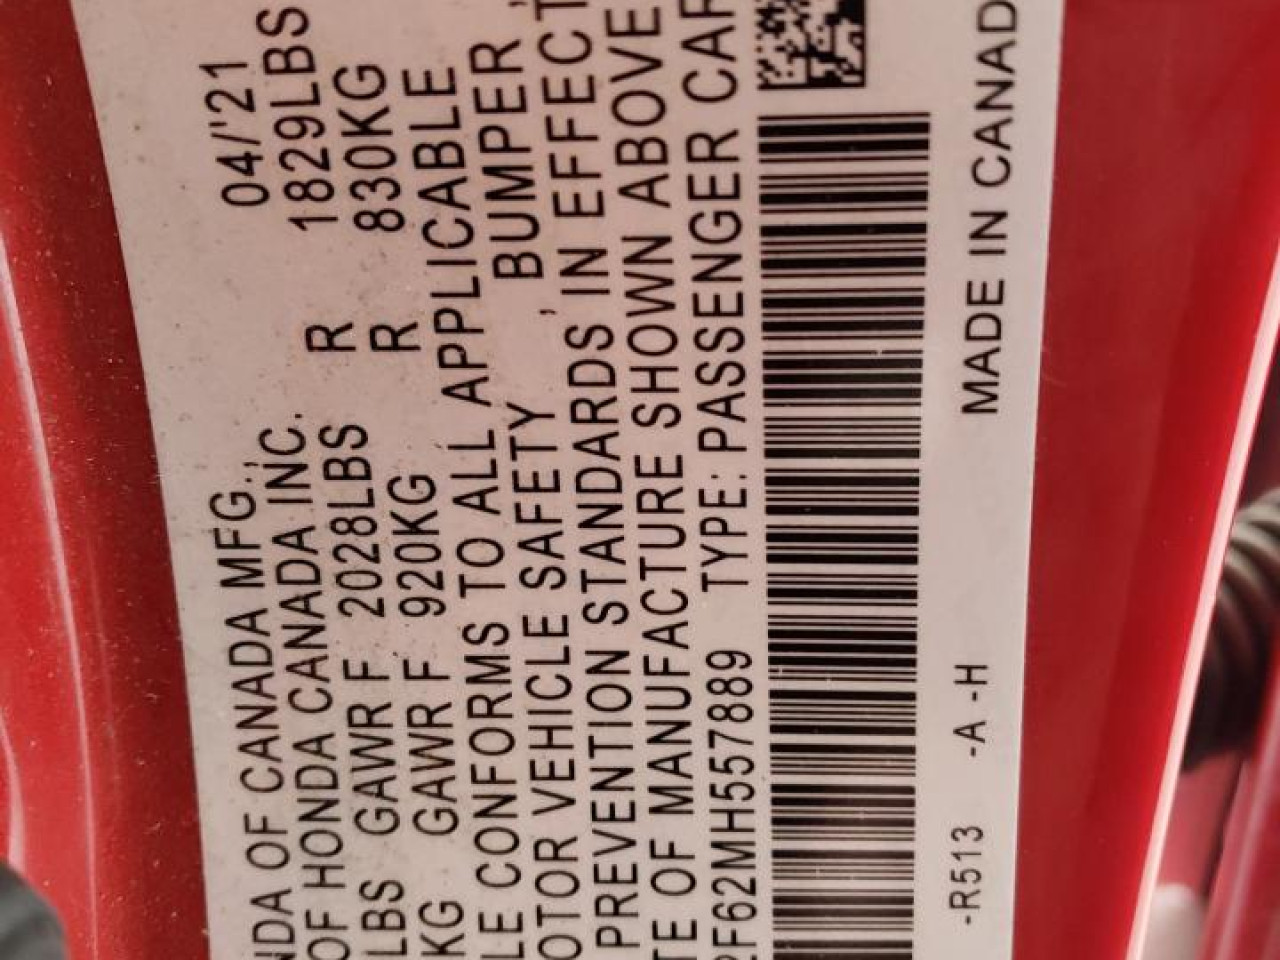 NDA OF CANADA MFG., 04/'21
OF HONDA CANADA INC.
LBS GAWR F 2028LBS R 1829LBS
KG GAWR F 920KG R 830KG
LE CONFORMS TO ALL APPLICABLE
OTOR VEHICLE SAFETY, BUMPER,
PREVENTION STANDARDS IN EFFECT
TE OF MANUFACTURE SHOWN ABOVE
2F62MH557889 TYPE: PASSENGER CAR
-R513 -A -H MADE IN CANAD